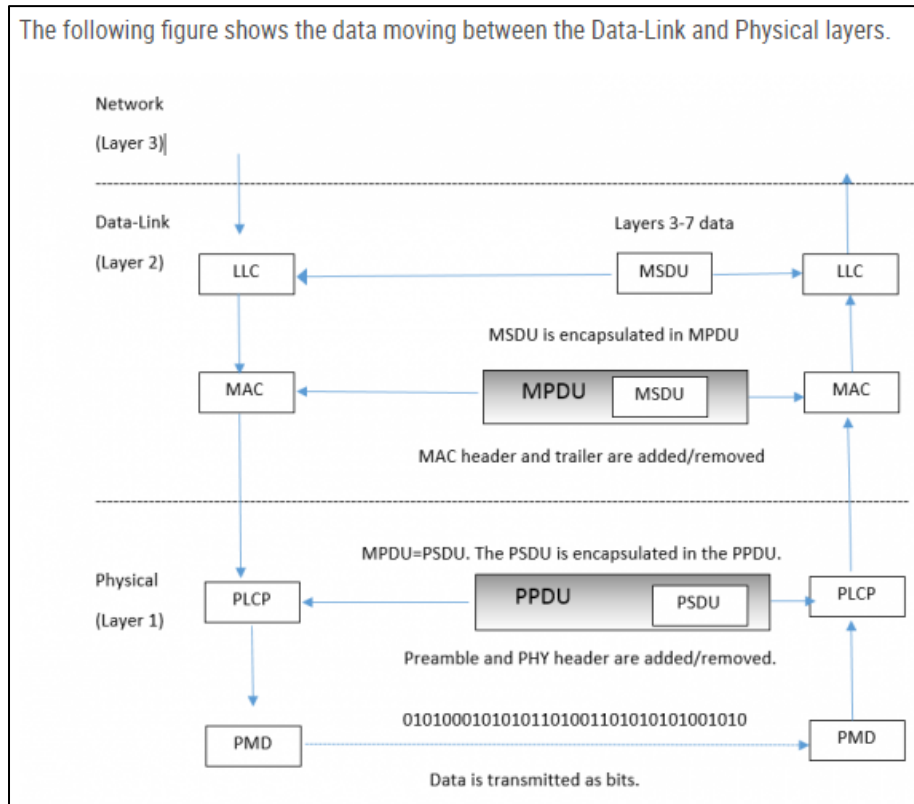 The following figure shows the data moving between the Data-Link and Physical layers.
Network
(Layer 3)
Data-Link
(Layer 2)
Layers 3-7 data
LLC
MSDU
LLC
MSDU is encapsulated in MPDU
MAC
MPDU
MSDU
MAC
MAC header and trailer are added/removed
MPDU=PSDU. The PSDU is encapsulated in the PPDU.
Physical
(Layer 1)
PLCP
PPDU
PSDU
PLCP
Preamble and PHY header are added/removed.
0101000101010110100110101010100‌1010
PMD
PMD
Data is transmitted as bits.